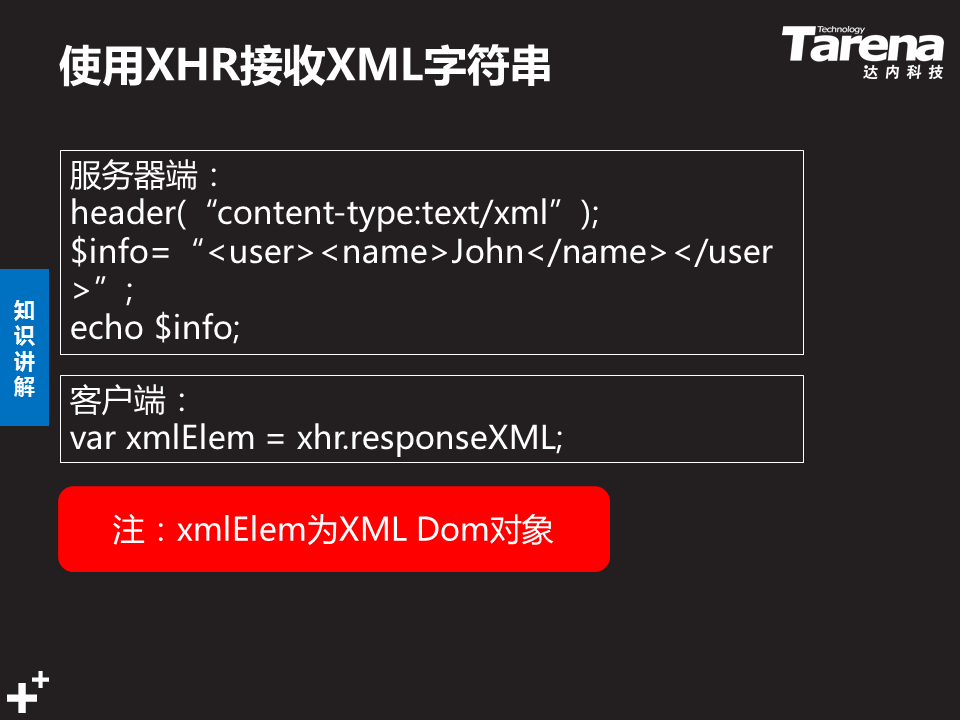 使用XHR接收XML字符串
Technology
Tarena
达内科技
服务器端：
header(“content-type:text/xml”);
$info=“<user><name>John</name></user
>”;
echo $info;
知识讲解
客户端：
var xmlElem = xhr.responseXML;
注：xmlElem为XML Dom对象